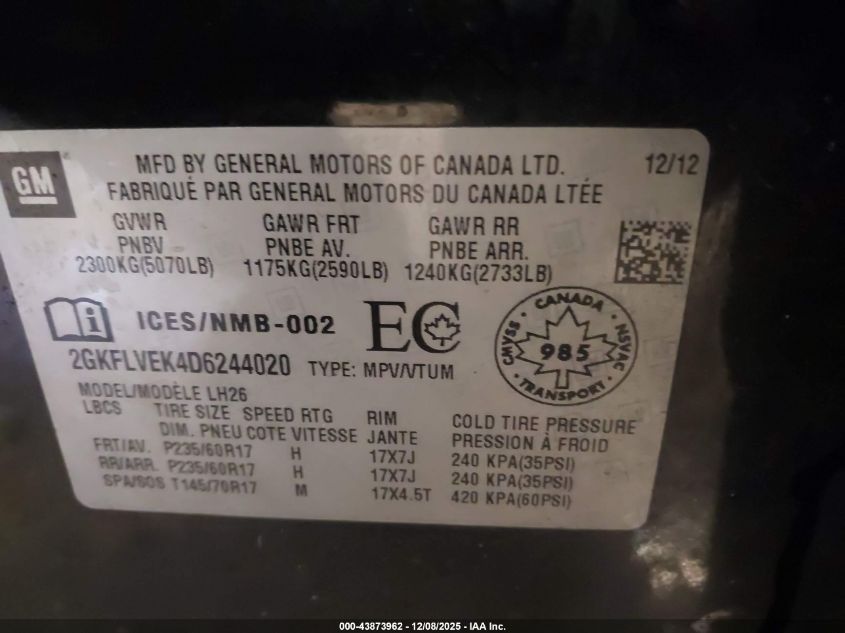 GM
MFD BY GENERAL MOTORS OF CANADA LTD. 12/12
FABRIQUÉ PAR GENERAL MOTORS DU CANADA LTÉE
GVWR GAWR FRT GAWR RR
PNBV PNBE AV. PNBE ARR.
2300KG(5070LB) 1175KG(2590LB) 1240KG(2733LB)
i ICES/NMB-002 EC
CANADA CMVSS 985 NSVAC TRANSPORT
2GKFLVEK4D6244020 TYPE: MPV/VTUM
MODEL/MODÈLE LH26
LBCS TIRE SIZE SPEED RTG RIM COLD TIRE PRESSURE
DIM. PNEU COTE VITESSE JANTE PRESSION À FROID
FRT/AV. P235/60R17 H 17X7J 240 KPA(35PSI)
RR/ARR. P235/60R17 H 17X7J 240 KPA(35PSI)
SPA/SOS T145/70R17 M 17X4.5T 420 KPA(60PSI)
000-43873962 - 12/08/2025 - IAA Inc.